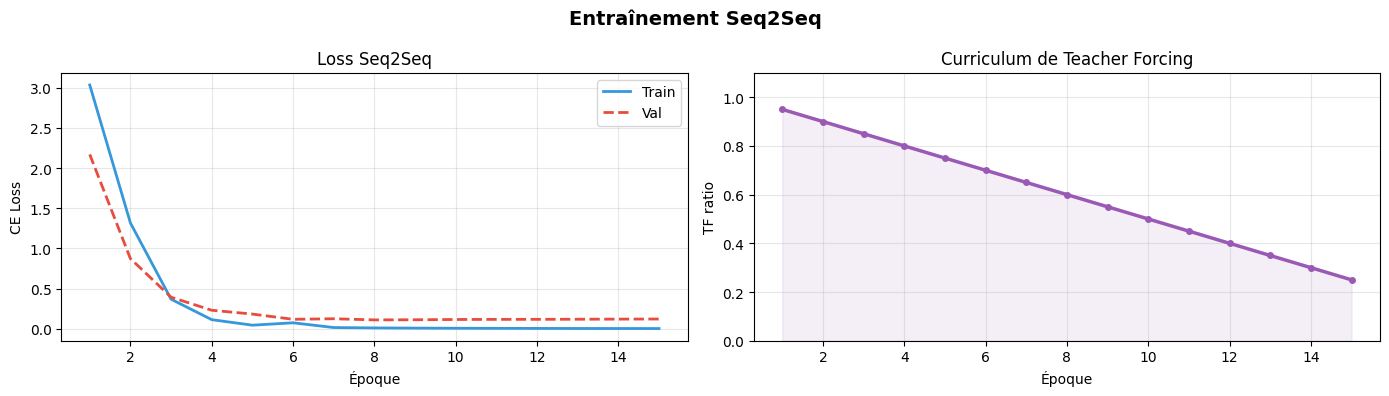 Entraînement Seq2Seq
Loss Seq2Seq
CE Loss
3.0
2.5
2.0
1.5
1.0
0.5
0.0
Train
Val
2 4 6 8 10 12 14
Époque
Curriculum de Teacher Forcing
TF ratio
1.0
0.8
0.6
0.4
0.2
0.0
2 4 6 8 10 12 14
Époque